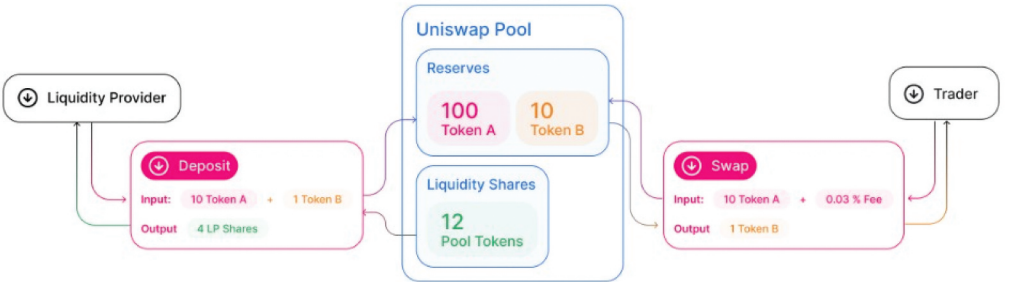 Uniswap Pool
Reserves
100
Token A
10
Token B
Liquidity Shares
12
Pool Tokens
Liquidity Provider
Deposit
Input: 10 Token A + 1 Token B
Output 4 LP Shares
Trader
Swap
Input: 10 Token A + 0.03 % Fee
Output 1 Token B